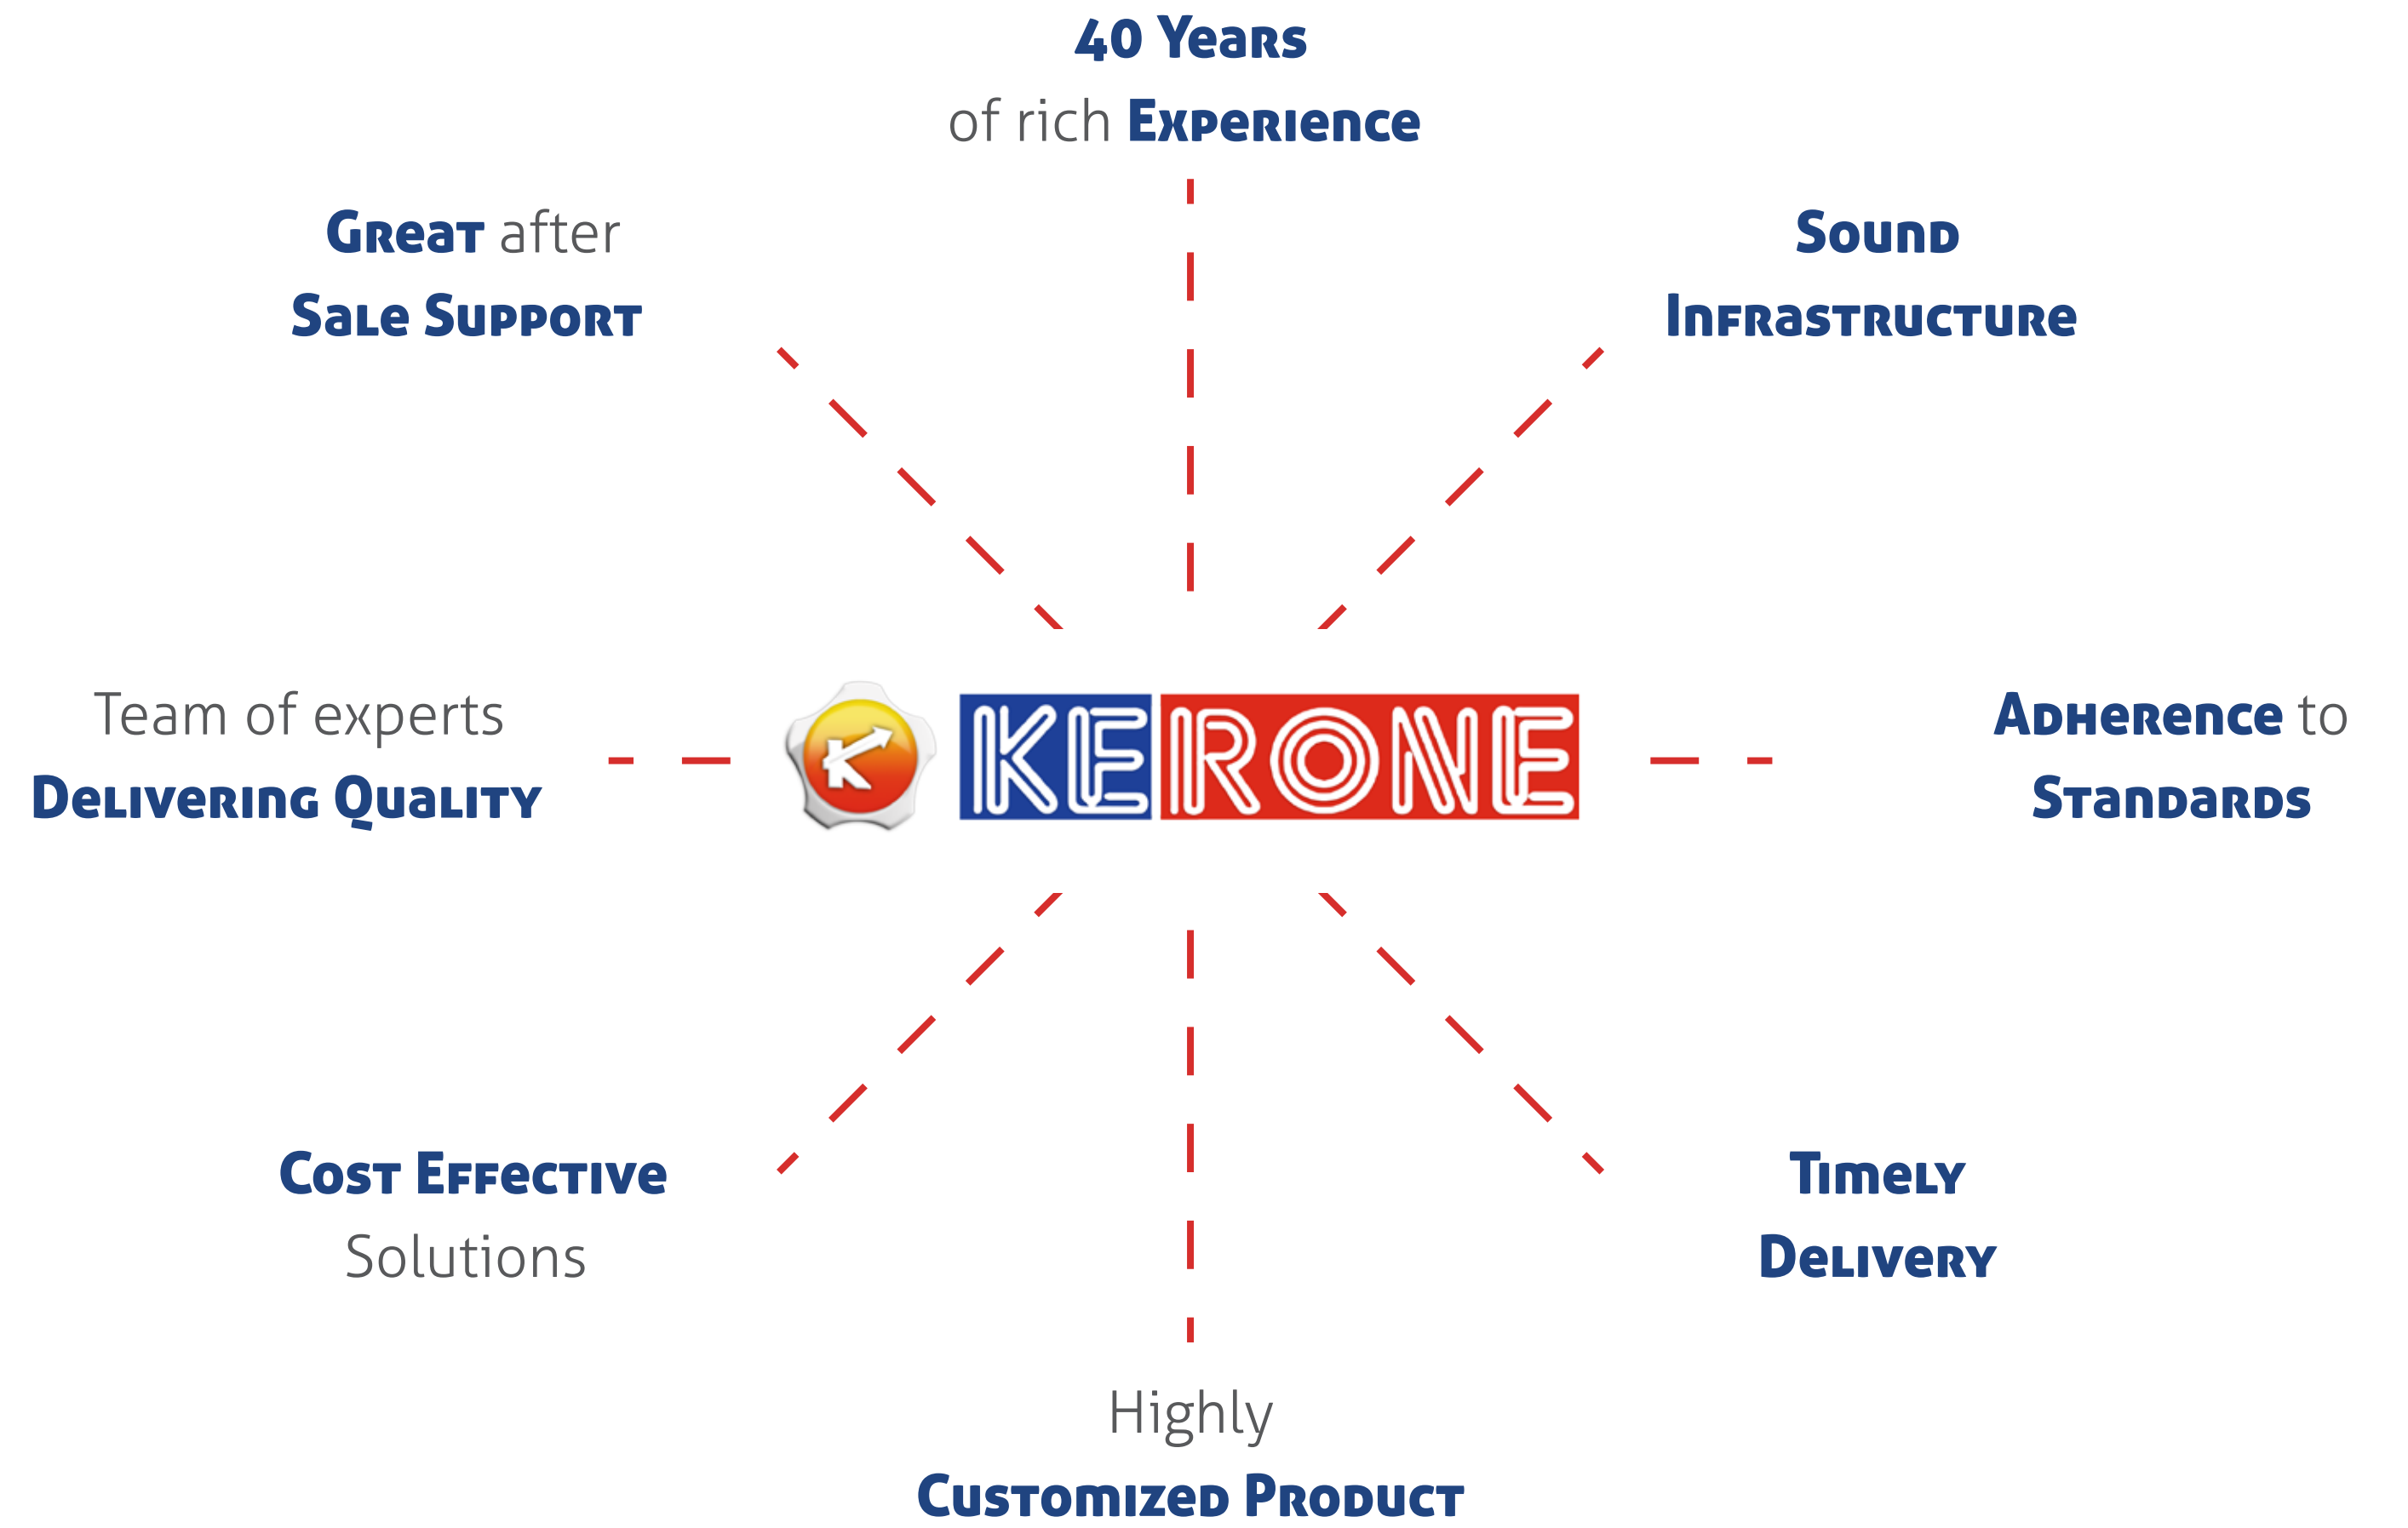 40 Years
of rich Experience
Great after
Sale Support
Sound
Infrastructure
Team of experts
Delivering Quality
K KERONE
Adherence to
Standards
Cost Effective
Solutions
Timely
Delivery
Highly
Customized Product